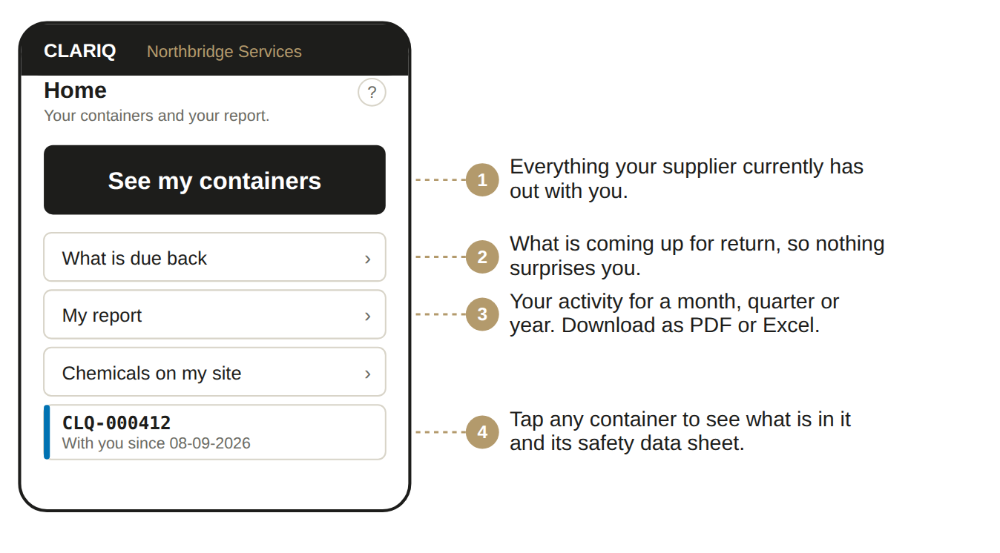 CLARIQ Northbridge Services
Home
?
Your containers and your report.
See my containers
1
Everything your supplier currently has
out with you.
What is due back ›
2
What is coming up for return, so nothing
surprises you.
My report ›
3
Your activity for a month, quarter or
year. Download as PDF or Excel.
Chemicals on my site ›
CLQ-000412
With you since 08-09-2026
4
Tap any container to see what is in it
and its safety data sheet.